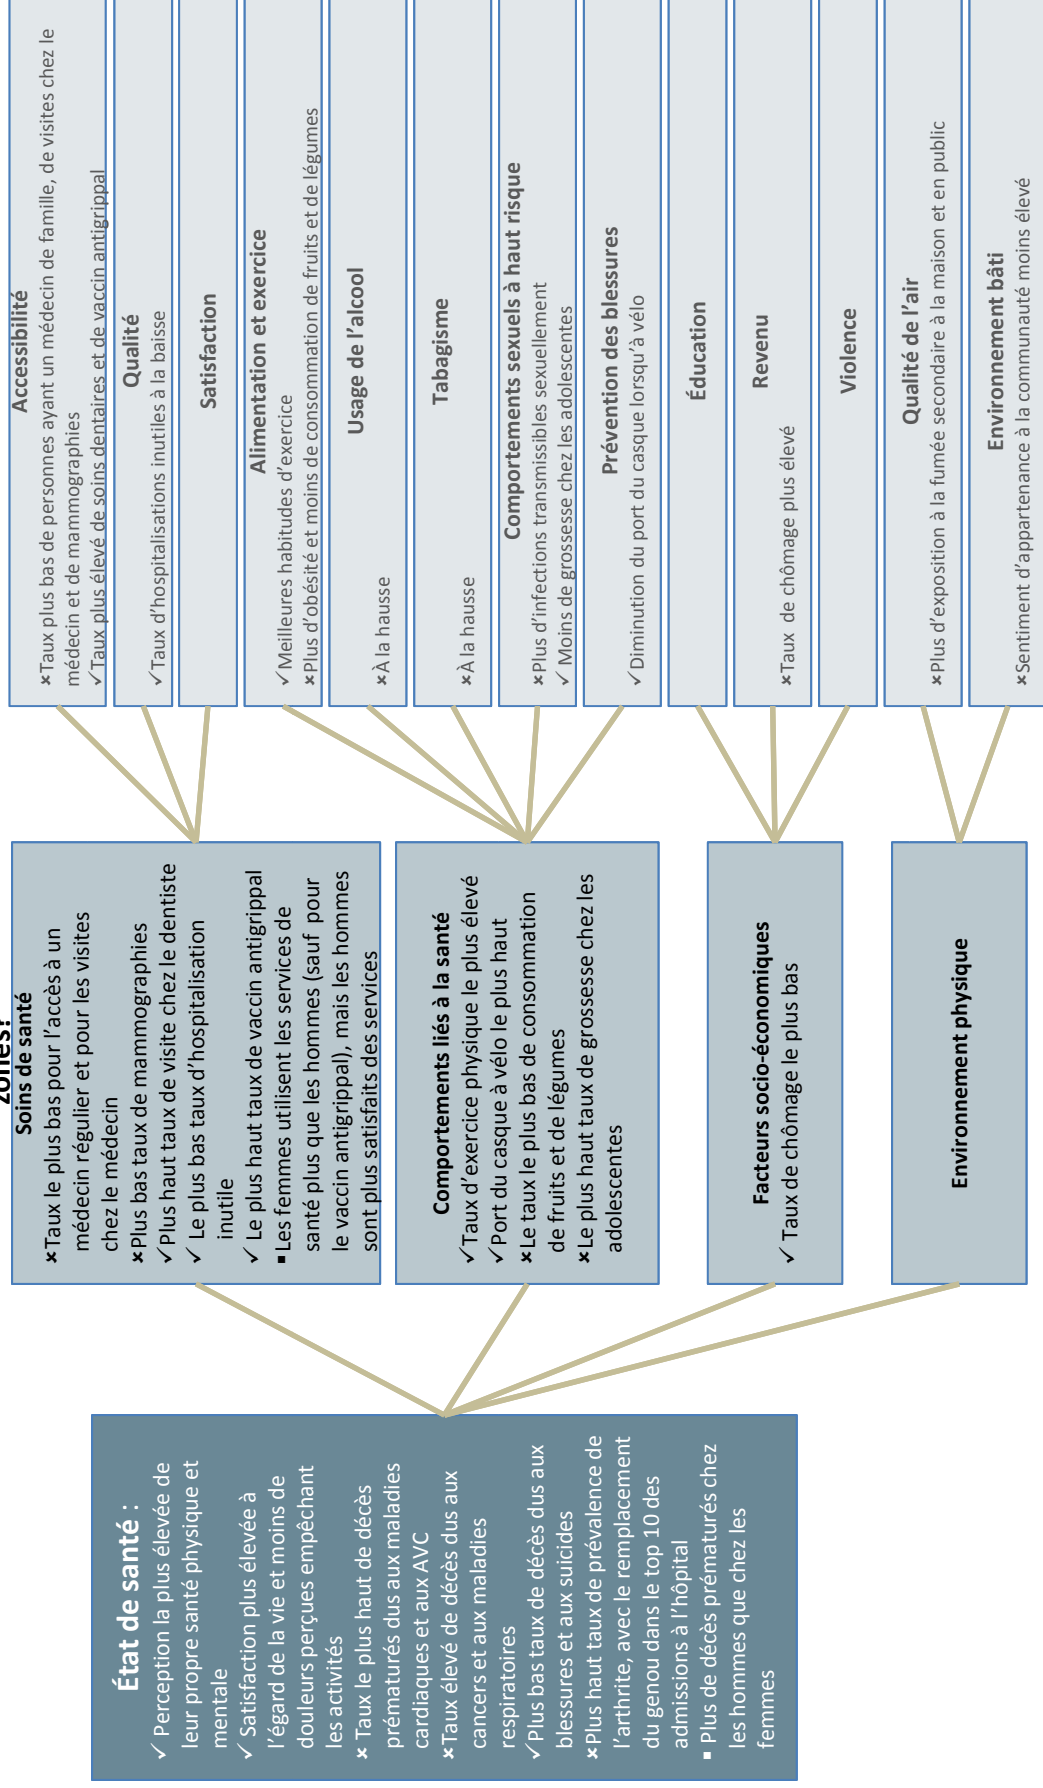 zones?
État de santé :
✓ Perception la plus élevée de
leur propre santé physique et
mentale
✓ Satisfaction plus élevée à
l’égard de la vie et moins de
douleurs perçues empêchant
les activités
× Taux le plus haut de décès
prématurés dus aux maladies
cardiaques et aux AVC
×Taux élevé de décès dus aux
cancers et aux maladies
respiratoires
✓Plus bas taux de décès dus aux
blessures et aux suicides
×Plus haut taux de prévalence de
l’arthrite, avec le remplacement
du genou dans le top 10 des
admissions à l’hôpital
▪ Plus de décès prématurés chez
les hommes que chez les
femmes
Soins de santé
×Taux le plus bas pour l’accès à un
médecin régulier et pour les visites
chez le médecin
×Plus bas taux de mammographies
✓Plus haut taux de visite chez le dentiste
✓ Le plus bas taux d’hospitalisation
inutile
✓ Le plus haut taux de vaccin antigrippal
▪Les femmes utilisent les services de
santé plus que les hommes (sauf pour
le vaccin antigrippal), mais les hommes
sont plus satisfaits des services
Comportements liés à la santé
✓Taux d’exercice physique le plus élevé
✓Port du casque à vélo le plus haut
×Le taux le plus bas de consommation
de fruits et de légumes
×Le plus haut taux de grossesse chez les
adolescentes
Facteurs socio-économiques
✓ Taux de chômage le plus bas
Environnement physique
Accessibilité
×Taux plus bas de personnes ayant un médecin de famille, de visites chez le
médecin et de mammographies
✓Taux plus élevé de soins dentaires et de vaccin antigrippal
Qualité
✓Taux d’hospitalisations inutiles à la baisse
Satisfaction
Alimentation et exercice
✓Meilleures habitudes d’exercice
×Plus d’obésité et moins de consommation de fruits et de légumes
Usage de l’alcool
×À la hausse
Tabagisme
×À la hausse
Comportements sexuels à haut risque
×Plus d’infections transmissibles sexuellement
✓ Moins de grossesse chez les adolescentes
Prévention des blessures
✓Diminution du port du casque lorsqu’à vélo
Éducation
Revenu
×Taux de chômage plus élevé
Violence
Qualité de l’air
×Plus d’exposition à la fumée secondaire à la maison et en public
Environnement bâti
×Sentiment d’appartenance à la communauté moins élevé